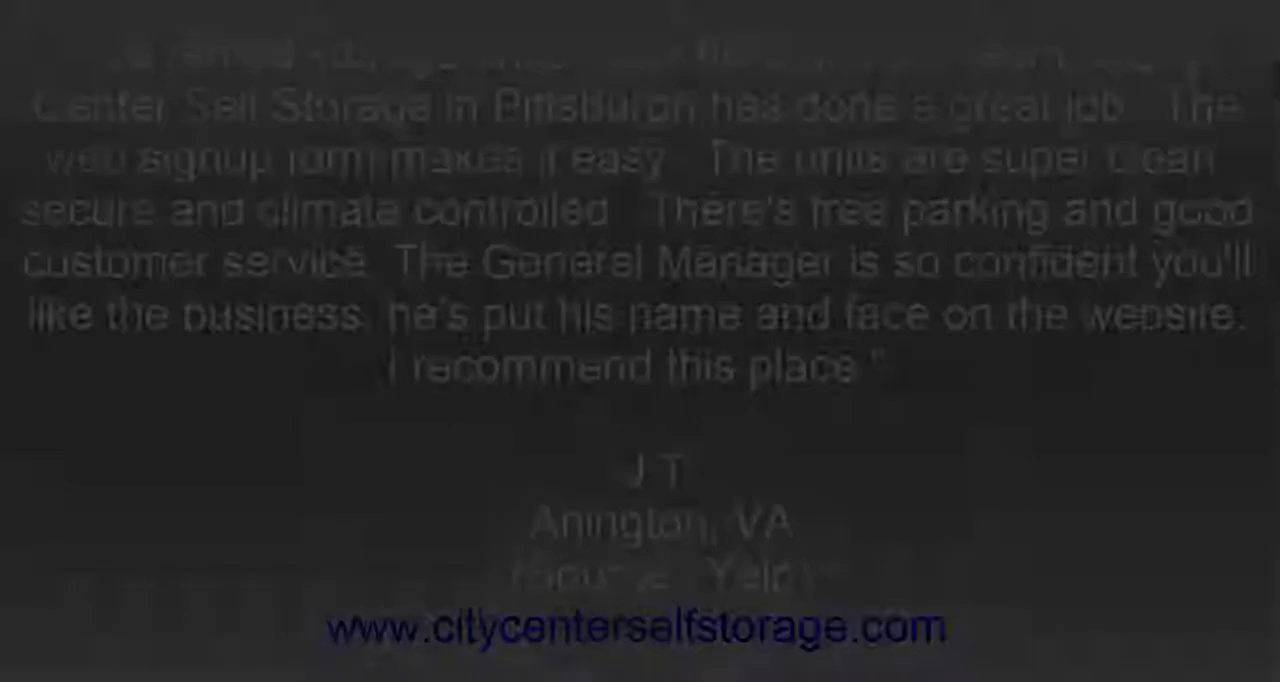 Center Self Storage in Pittsburgh has done a great job. The
web signup form makes it easy. The units are super clean
secure and climate controlled. There's free parking and good
customer service. The General Manager is so confident you'll
like the business, he's put his name and face on the website.
I recommend this place."
J T
Arlington, VA
(Source: Yelp)
www.citycenterselfstorage.com